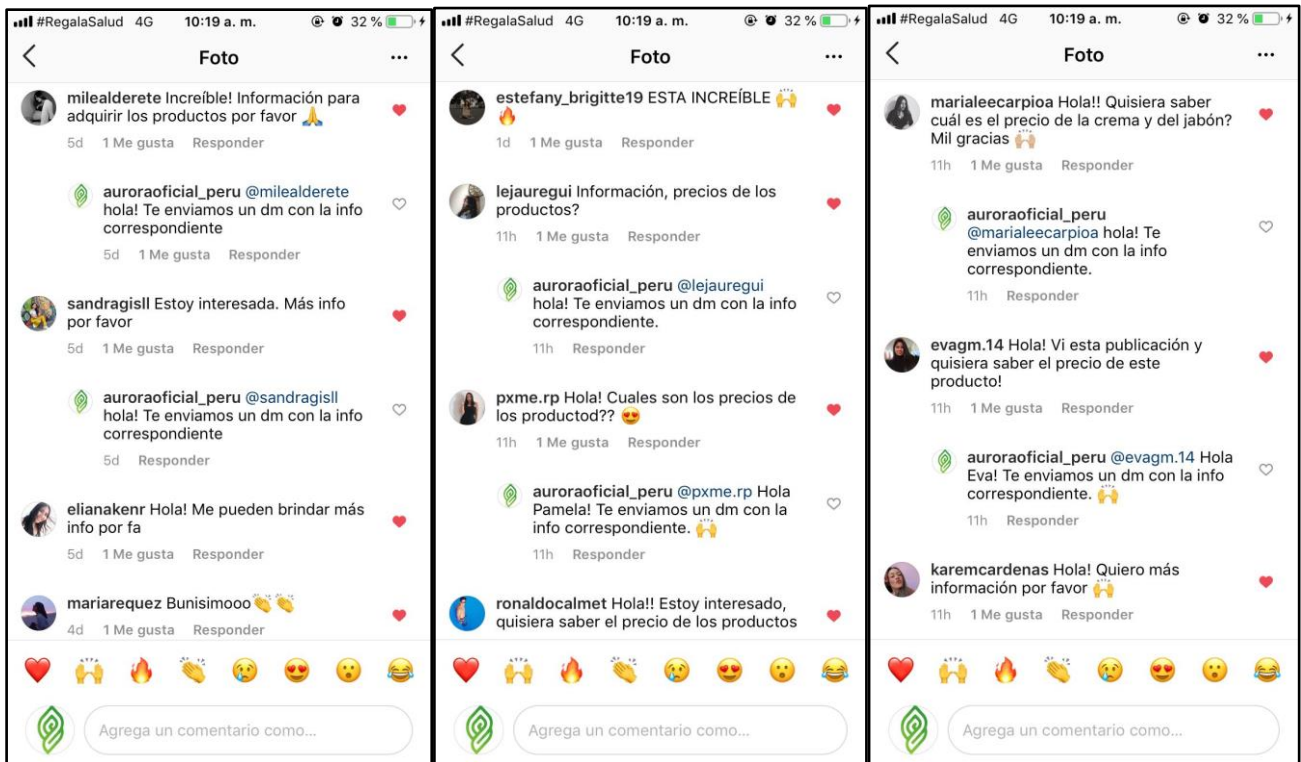 #RegalaSalud 4G 10:19 a. m. 32 %
Foto
milealderete Increíble! Información para
adquirir los productos por favor 🙏
5d 1 Me gusta Responder
auroraoficial_peru @milealderete
hola! Te enviamos un dm con la info
correspondiente
5d 1 Me gusta Responder
sandragisll Estoy interesada. Más info
por favor
5d 1 Me gusta Responder
auroraoficial_peru @sandragisll
hola! Te enviamos un dm con la info
correspondiente
5d Responder
elianakenr Hola! Me pueden brindar más
info por fa
5d 1 Me gusta Responder
mariarequez Bunisimooo👏👏
4d 1 Me gusta Responder
Agrega un comentario como...
#RegalaSalud 4G 10:19 a. m. 32 %
Foto
estefany_brigitte19 ESTA INCREÍBLE 🙌
🔥
1d 1 Me gusta Responder
lejauregui Información, precios de los
productos?
11h 1 Me gusta Responder
auroraoficial_peru @lejauregui
hola! Te enviamos un dm con la info
correspondiente.
11h Responder
pxme.rp Hola! Cuales son los precios de
los productod?? 😍
11h 1 Me gusta Responder
auroraoficial_peru @pxme.rp Hola
Pamela! Te enviamos un dm con la
info correspondiente. 🙌
11h Responder
ronaldocalmet Hola!! Estoy interesado,
quisiera saber el precio de los productos
Agrega un comentario como...
#RegalaSalud 4G 10:19 a. m. 32 %
Foto
marialeecarpioa Hola!! Quisiera saber
cuál es el precio de la crema y del jabón?
Mil gracias 🙌🏼
11h 1 Me gusta Responder
auroraoficial_peru
@marialeecarpioa hola! Te
enviamos un dm con la info
correspondiente.
11h Responder
evagm.14 Hola! Vi esta publicación y
quisiera saber el precio de este
producto!
11h 1 Me gusta Responder
auroraoficial_peru @evagm.14 Hola
Eva! Te enviamos un dm con la info
correspondiente. 🙌
11h Responder
karemcardenas Hola! Quiero más
información por favor 🙌
11h 1 Me gusta Responder
Agrega un comentario como...